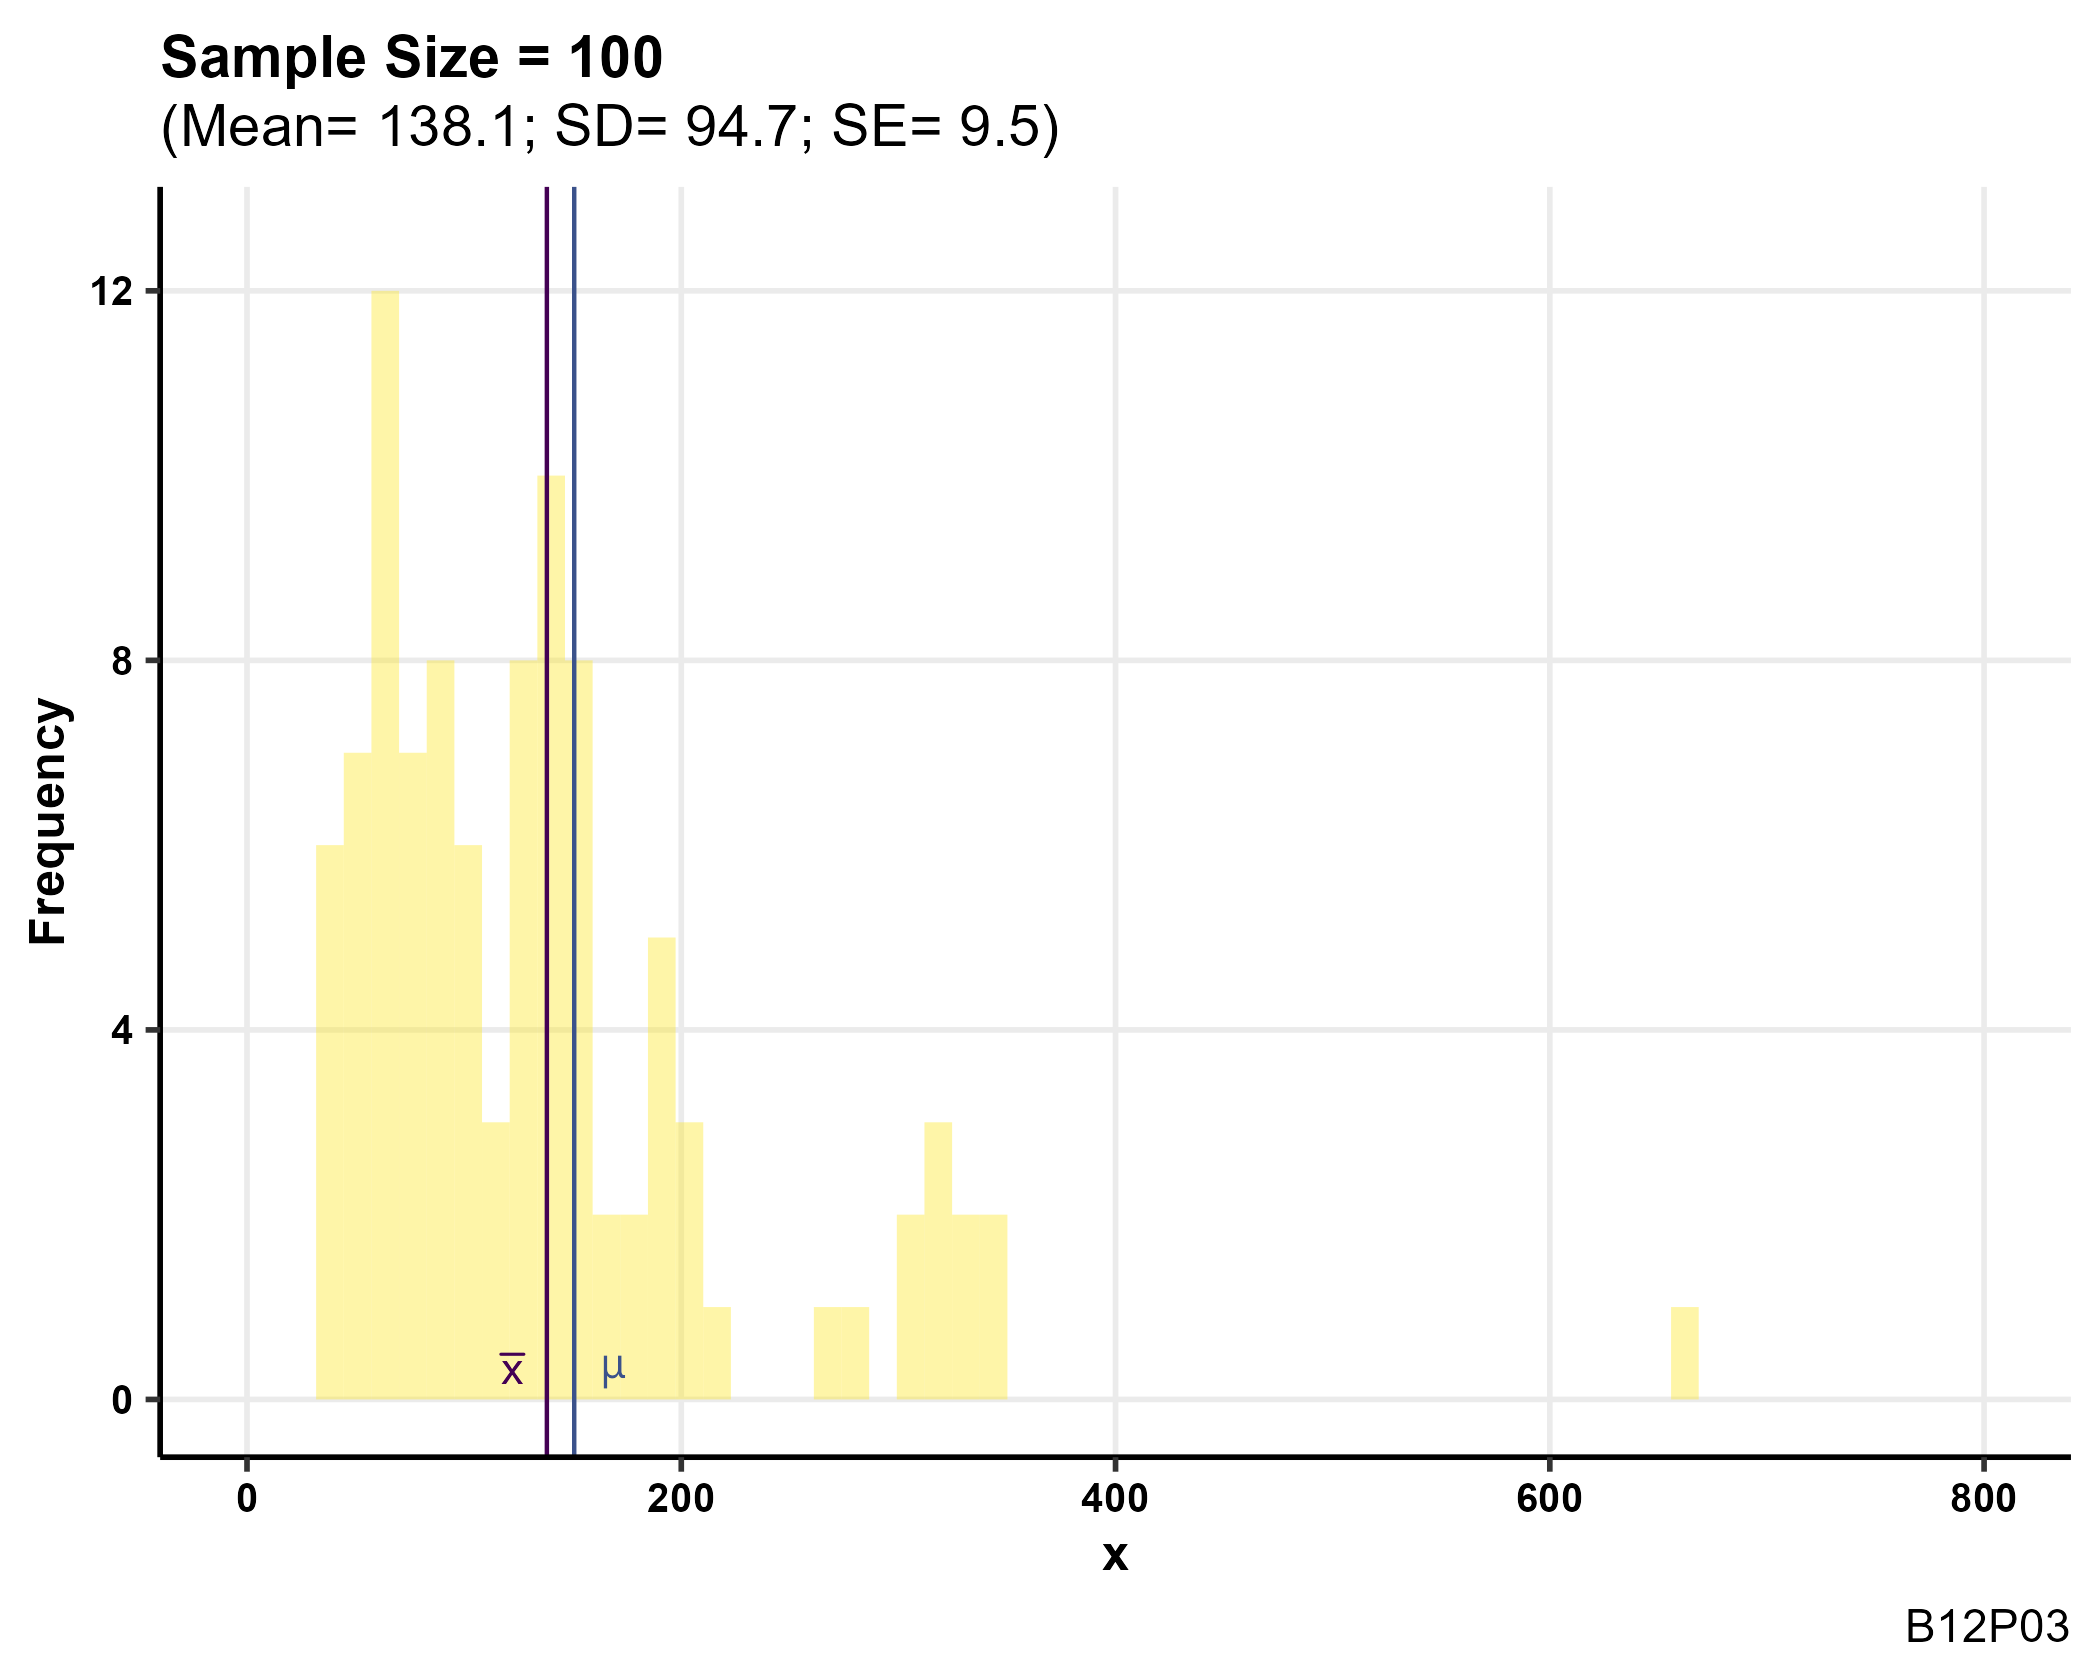 Sample Size = 100
(Mean= 138.1; SD= 94.7; SE= 9.5)
12
8
4
0
Frequency
x̅
μ
0 200 400 600 800
x
B12P03